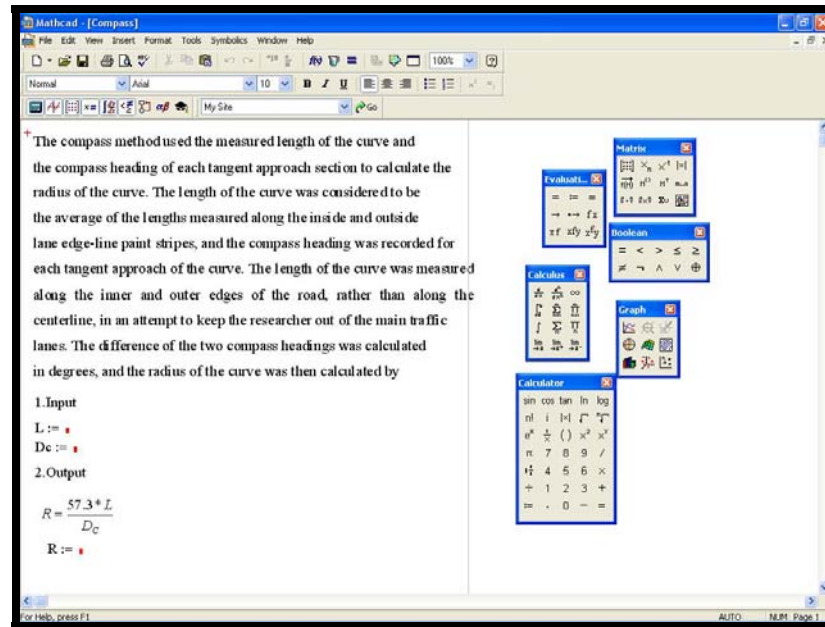 Mathcad - [Compass]
File Edit View Insert Format Tools Symbolics Window Help
100%
Normal Arial 10 B I U
My Site Go
The compass method used the measured length of the curve and
the compass heading of each tangent approach section to calculate the
radius of the curve. The length of the curve was considered to be
the average of the lengths measured along the inside and outside
lane edge-line paint stripes, and the compass heading was recorded for
each tangent approach of the curve. The length of the curve was measured
along the inner and outer edges of the road, rather than along the
centerline, in an attempt to keep the researcher out of the main traffic
lanes. The difference of the two compass headings was calculated
in degrees, and the radius of the curve was then calculated by
1.Input
L :=
Dc :=
2.Output
R = 57.3 * L / D_C
R :=
Matrix
Evaluati...
= := ≡
→ •→ fx
xf xfy x^fy
Boolean
= < > ≤ ≥
≠ ¬ ∧ ∨ ⊕
Calculus
Graph
Calculator
sin cos tan ln log
n! i |×|
e^x 1/x ( ) x² x^y
π 7 8 9 /
4 5 6 ×
÷ 1 2 3 +
:= . 0 − =
For Help, press F1
AUTO NUM Page 1